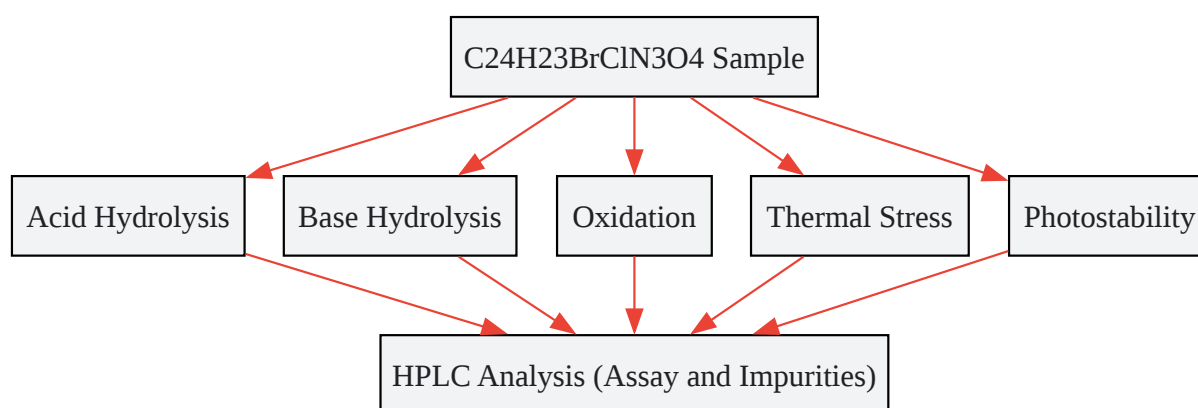 C24H23BrClN3O4 Sample
Acid Hydrolysis
Base Hydrolysis
Oxidation
Thermal Stress
Photostability
HPLC Analysis (Assay and Impurities)